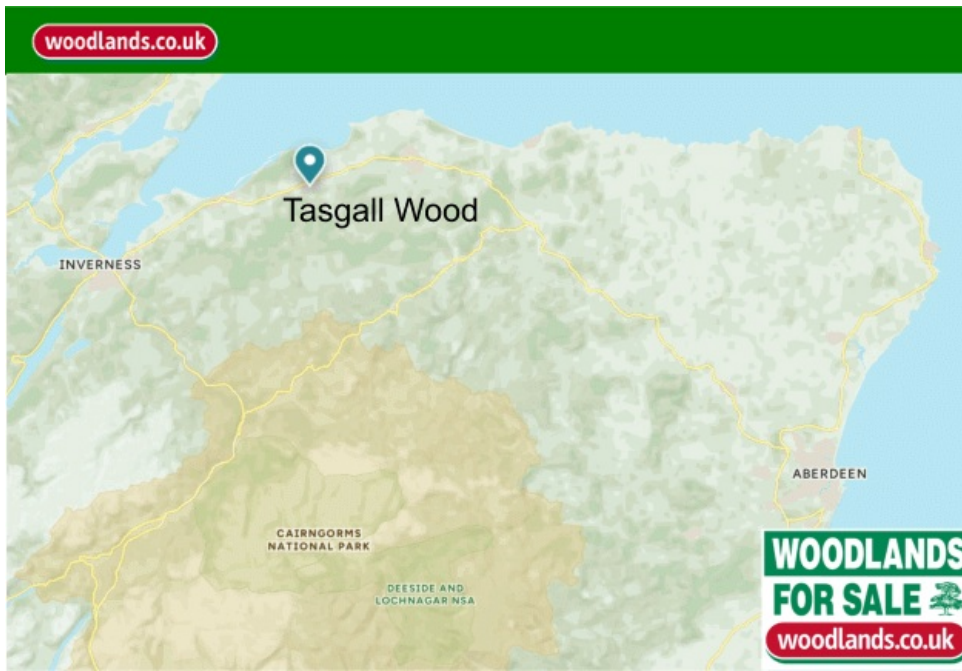 woodlands.co.uk
Tasgall Wood
INVERNESS
ABERDEEN
CAIRNGORMS
NATIONAL PARK
DEESIDE AND
LOCHNAGAR NSA
WOODLANDS
FOR SALE
woodlands.co.uk